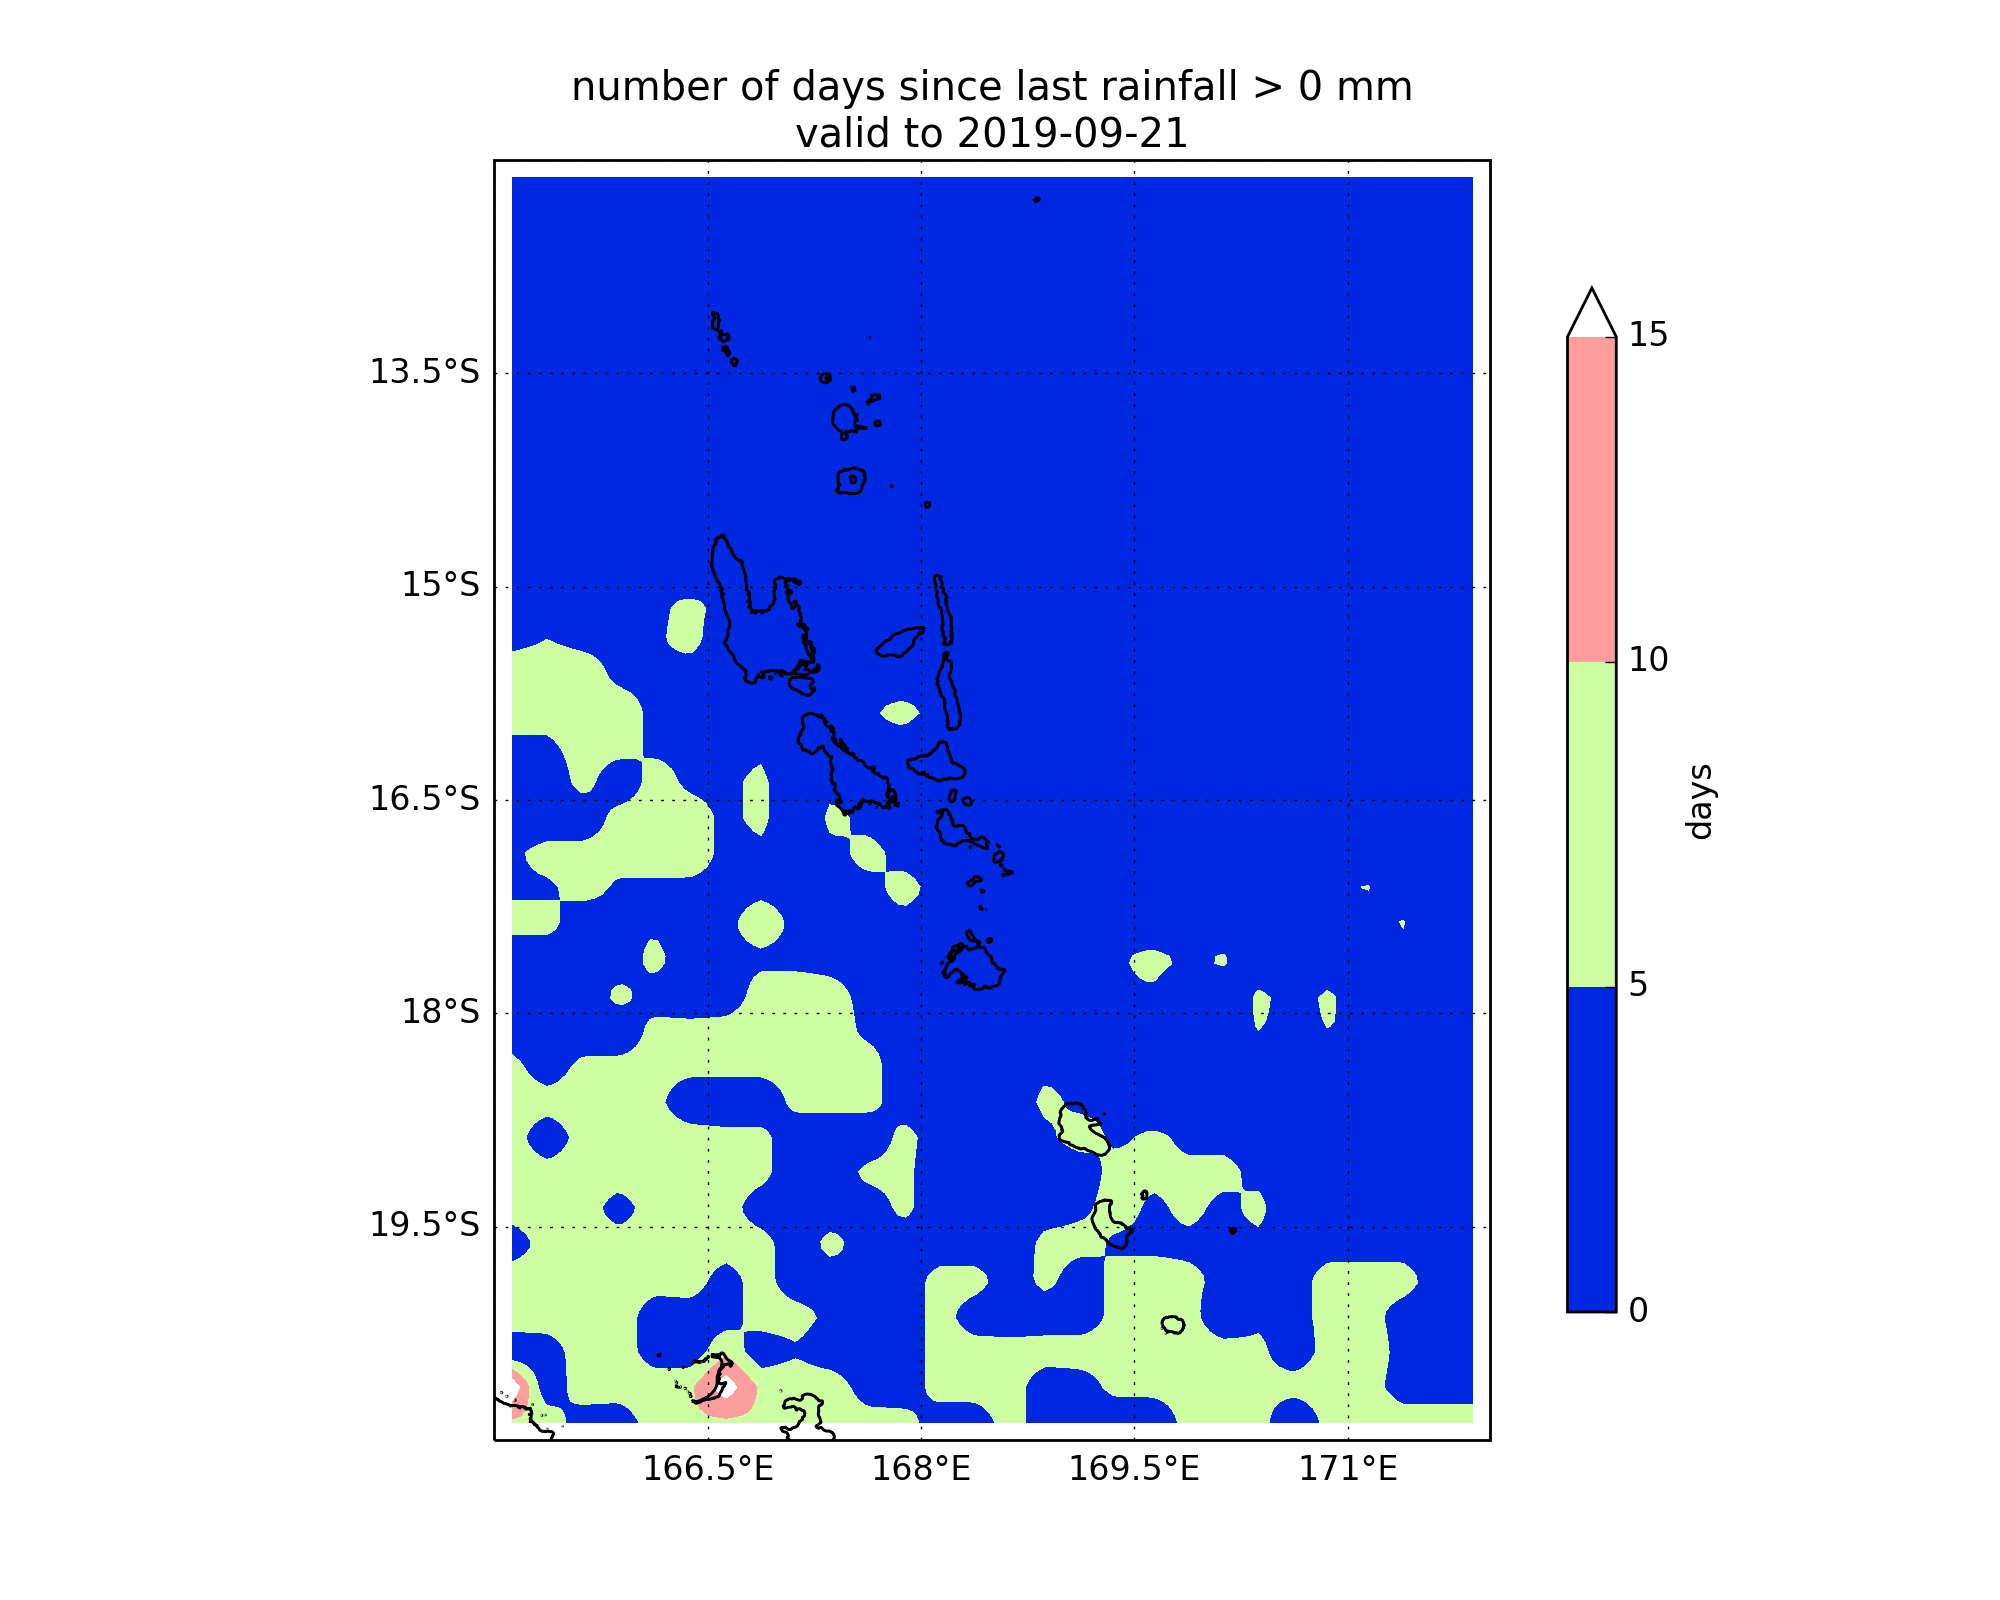 number of days since last rainfall > 0 mm
valid to 2019-09-21
13.5°S
15°S
16.5°S
18°S
19.5°S
166.5°E
168°E
169.5°E
171°E
15
10
5
0
days